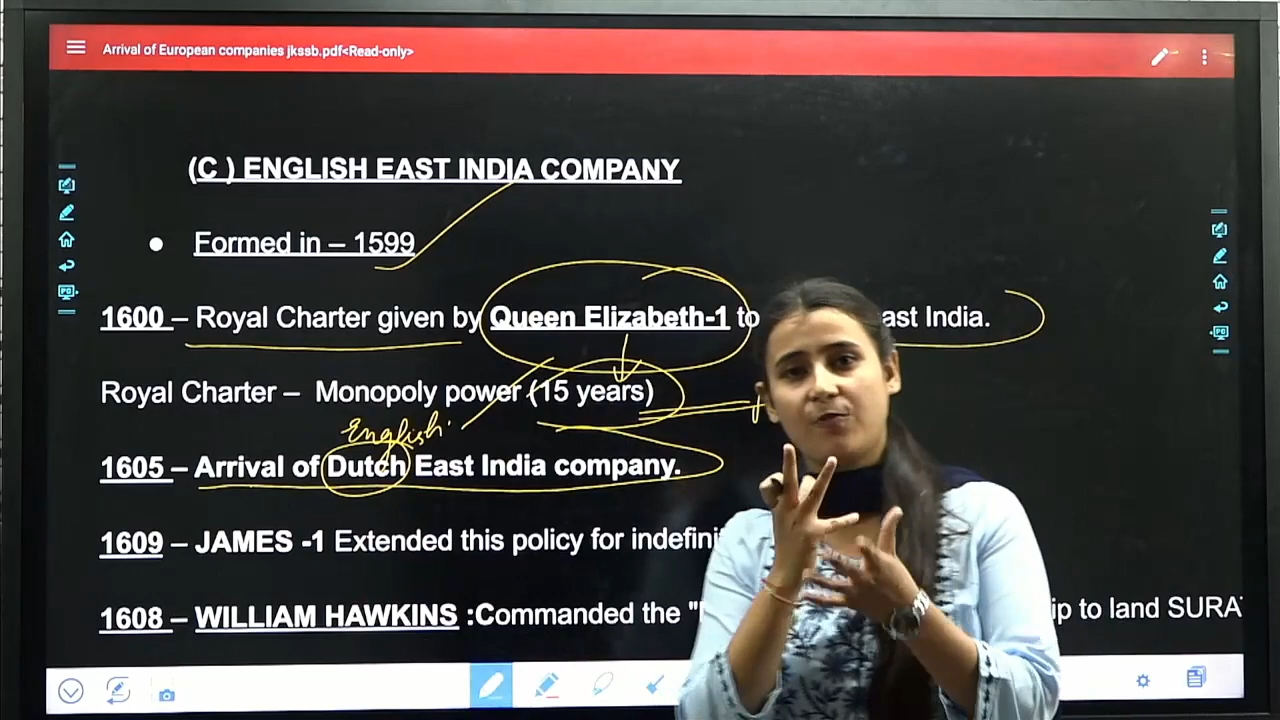 Arrival of European companies jkssb.pdf<Read-only>
(C ) ENGLISH EAST INDIA COMPANY
● Formed in – 1599
1600 – Royal Charter given by Queen Elizabeth-1 to ast India.
Royal Charter – Monopoly power (15 years)
English.
1605 – Arrival of Dutch East India company.
1609 – JAMES -1 Extended this policy for indefini
1608 – WILLIAM HAWKINS :Commanded the " ip to land SURAT